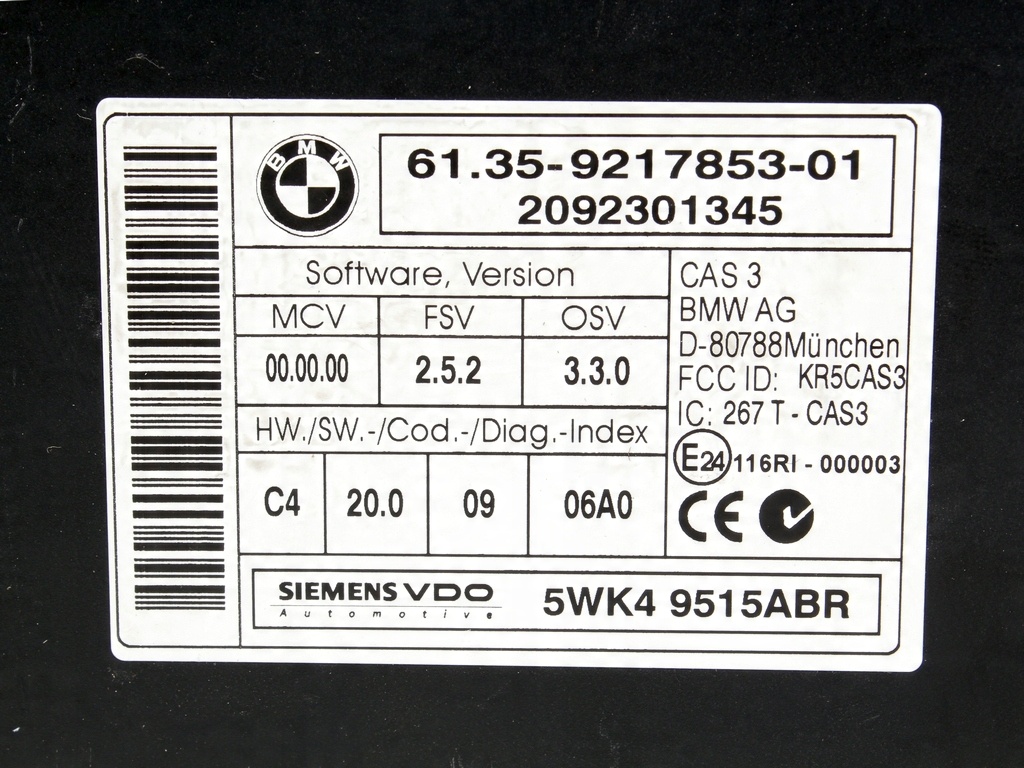 BMW
61.35-9217853-01
2092301345
Software, Version
MCV FSV OSV
00.00.00 2.5.2 3.3.0
HW./SW.-/Cod.-/Diag.-Index
C4 20.0 09 06A0
CAS 3
BMW AG
D-80788München
FCC ID: KR5CAS3
IC: 267 T - CAS3
E24 116RI - 000003
CE
SIEMENS VDO
Automotive
5WK4 9515ABR